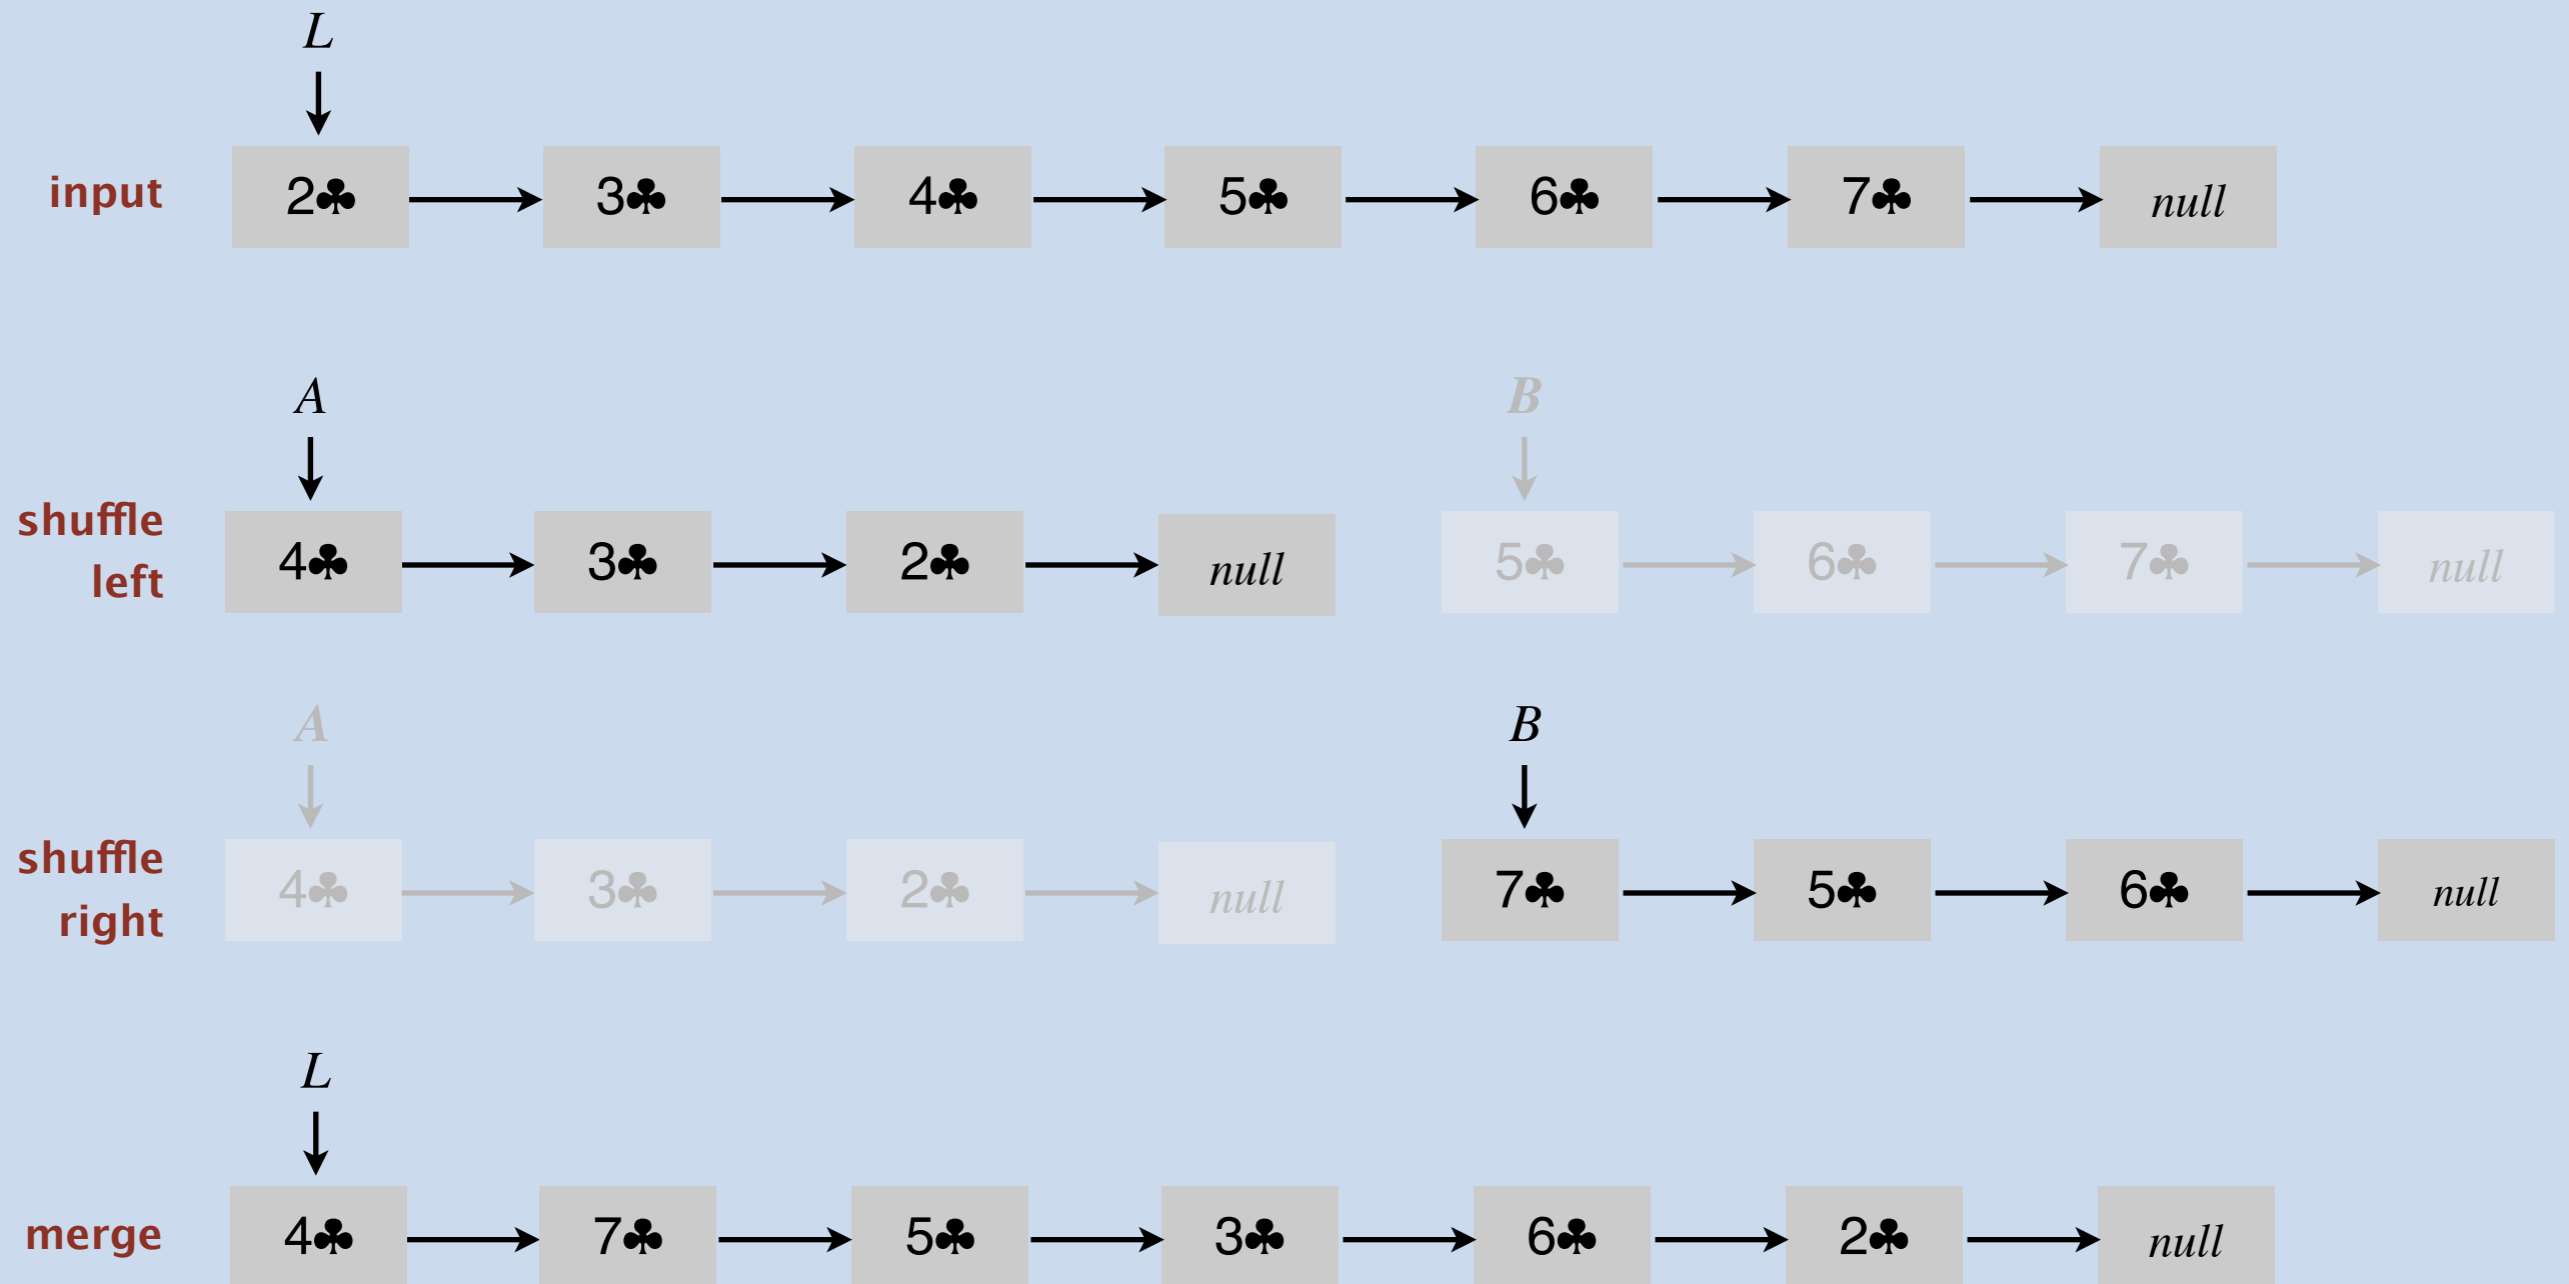 L
input 2♣ 3♣ 4♣ 5♣ 6♣ 7♣ null
A B
shuffle
left
4♣ 3♣ 2♣ null 5♣ 6♣ 7♣ null
A B
shuffle
right
4♣ 3♣ 2♣ null 7♣ 5♣ 6♣ null
L
merge 4♣ 7♣ 5♣ 3♣ 6♣ 2♣ null